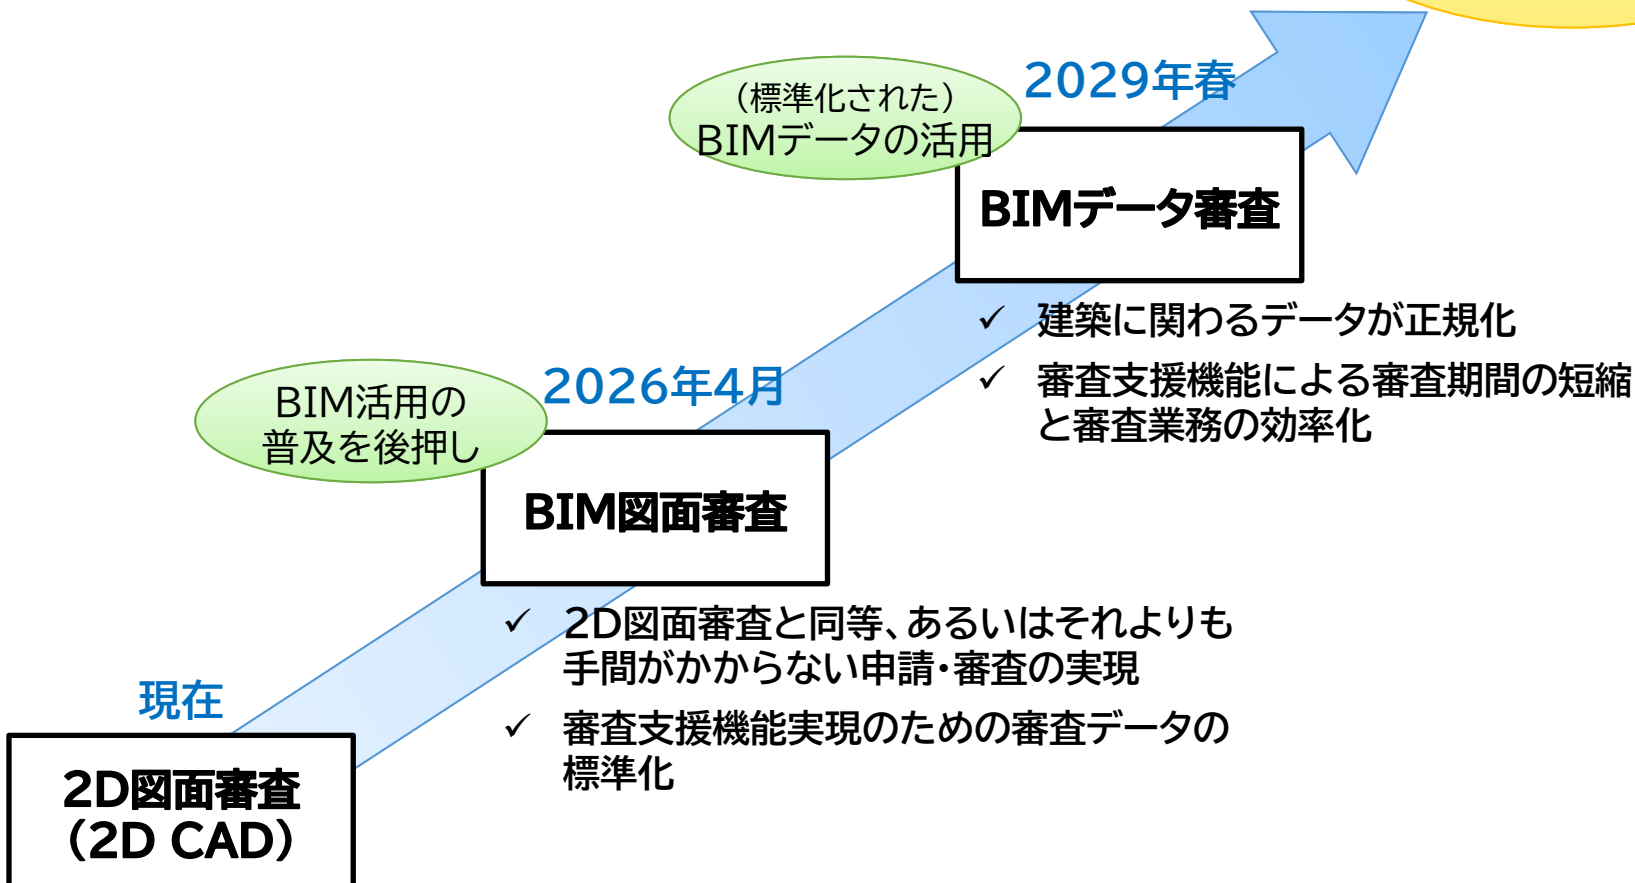 2029年春
（標準化された）
BIMデータの活用
BIMデータ審査
✓ 建築に関わるデータが正規化
✓ 審査支援機能による審査期間の短縮
と審査業務の効率化
2026年4月
BIM活用の
普及を後押し
BIM図面審査
✓ 2D図面審査と同等、あるいはそれよりも
手間がかからない申請・審査の実現
✓ 審査支援機能実現のための審査データの
標準化
現在
2D図面審査
（2D CAD）